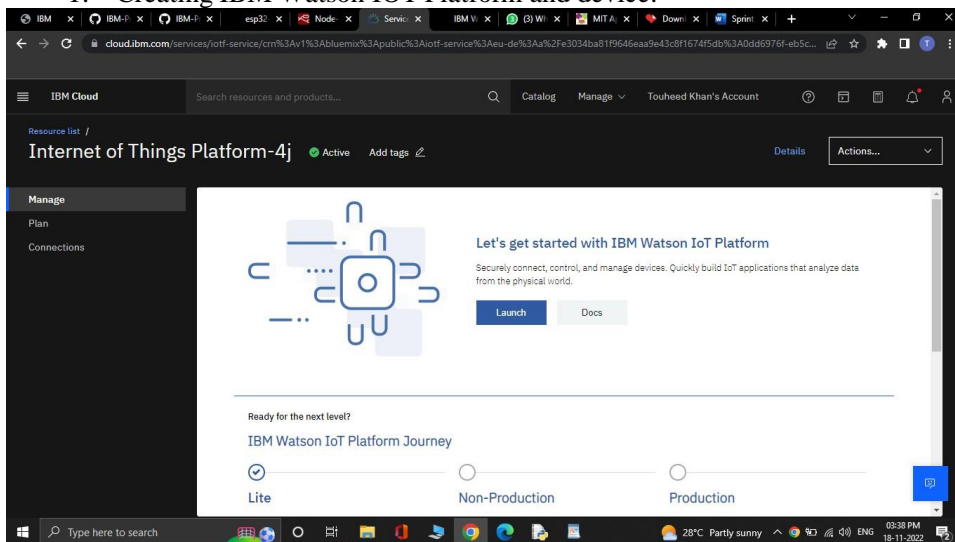 1. Creating IBM Watson IOT Platform and device.
IBM
IBM-P
IBM-P
esp32
Node-
Servic
IBM W
(3) Wh
MIT A
Downl
Sprint
cloud.ibm.com/services/iotf-service/crn%3Av1%3Abluemix%3Apublic%3Aiotf-service%3Aeu-de%3Aa%2Fe3034ba81f9646eaa9e43c8f1674f5db%3A0dd6976f-eb5c...
IBM Cloud
Search resources and products...
Catalog
Manage
Touheed Khan's Account
Resource list /
Internet of Things Platform-4j
Active
Add tags
Details
Actions...
Manage
Plan
Connections
Let's get started with IBM Watson IoT Platform
Securely connect, control, and manage devices. Quickly build IoT applications that analyze data
from the physical world.
Launch
Docs
Ready for the next level?
IBM Watson IoT Platform Journey
Lite
Non-Production
Production
Type here to search
28°C Partly sunny
ENG
03:38 PM
18-11-2022